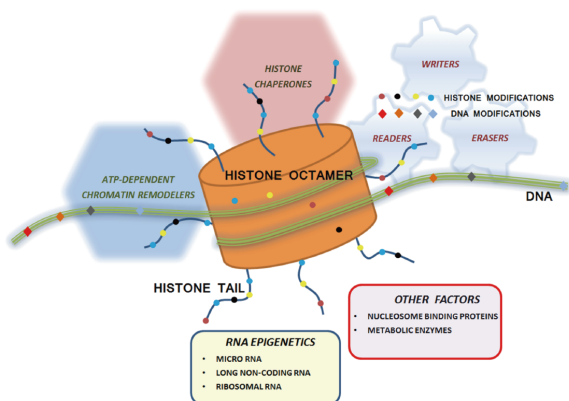 HISTONE
CHAPERONES
WRITERS
HISTONE MODIFICATIONS
DNA MODIFICATIONS
READERS
ERASERS
ATP-DEPENDENT
CHROMATIN REMODELERS
HISTONE OCTAMER
DNA
HISTONE TAIL
RNA EPIGENETICS
• MICRO RNA
• LONG NON-CODING RNA
• RIBOSOMAL RNA
OTHER FACTORS
• NUCLEOSOME BINDING PROTEINS
• METABOLIC ENZYMES